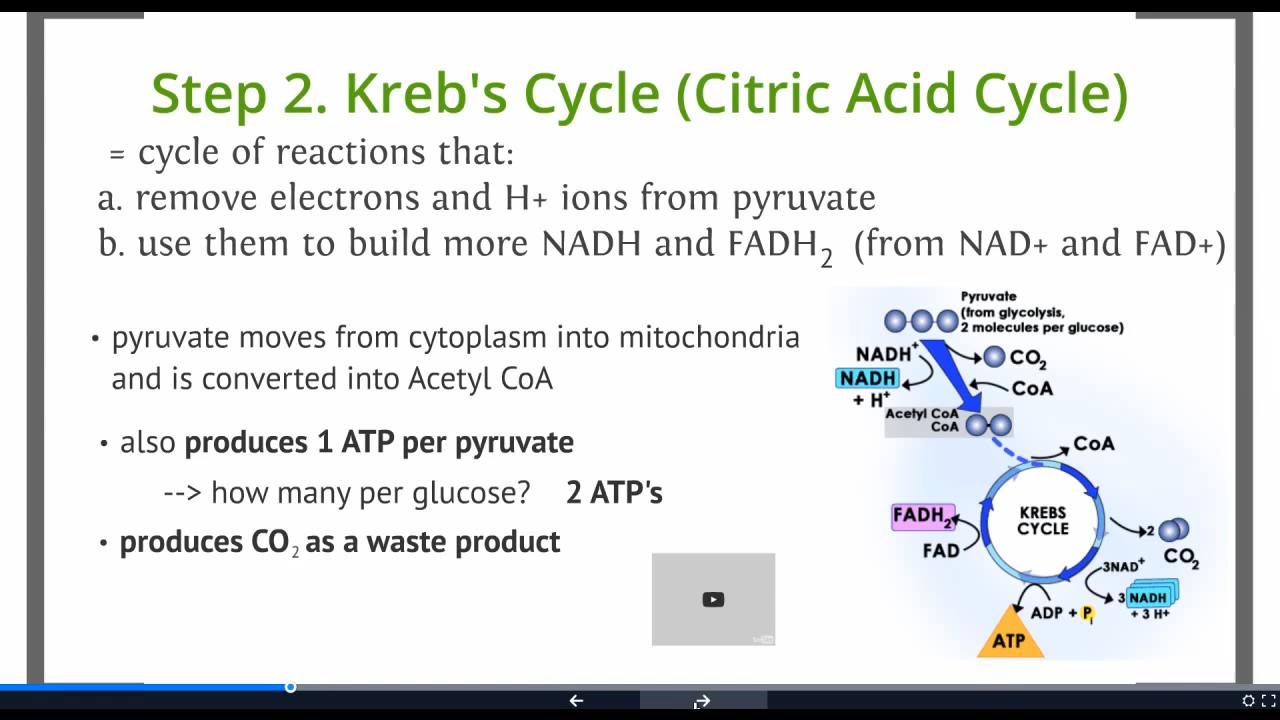 Step 2. Kreb's Cycle (Citric Acid Cycle)
= cycle of reactions that:
a. remove electrons and H+ ions from pyruvate
b. use them to build more NADH and FADH2 (from NAD+ and FAD+)
• pyruvate moves from cytoplasm into mitochondria
and is converted into Acetyl CoA
• also produces 1 ATP per pyruvate
--> how many per glucose? 2 ATP's
• produces CO2 as a waste product
Pyruvate
(from glycolysis,
2 molecules per glucose)
NADH+
CO2
NADH
CoA
+ H+
Acetyl CoA
CoA
CoA
KREBS
CYCLE
FADH2
FAD
2
CO2
3NAD+
3 NADH
+ 3 H+
ADP + Pi
ATP
YouTube